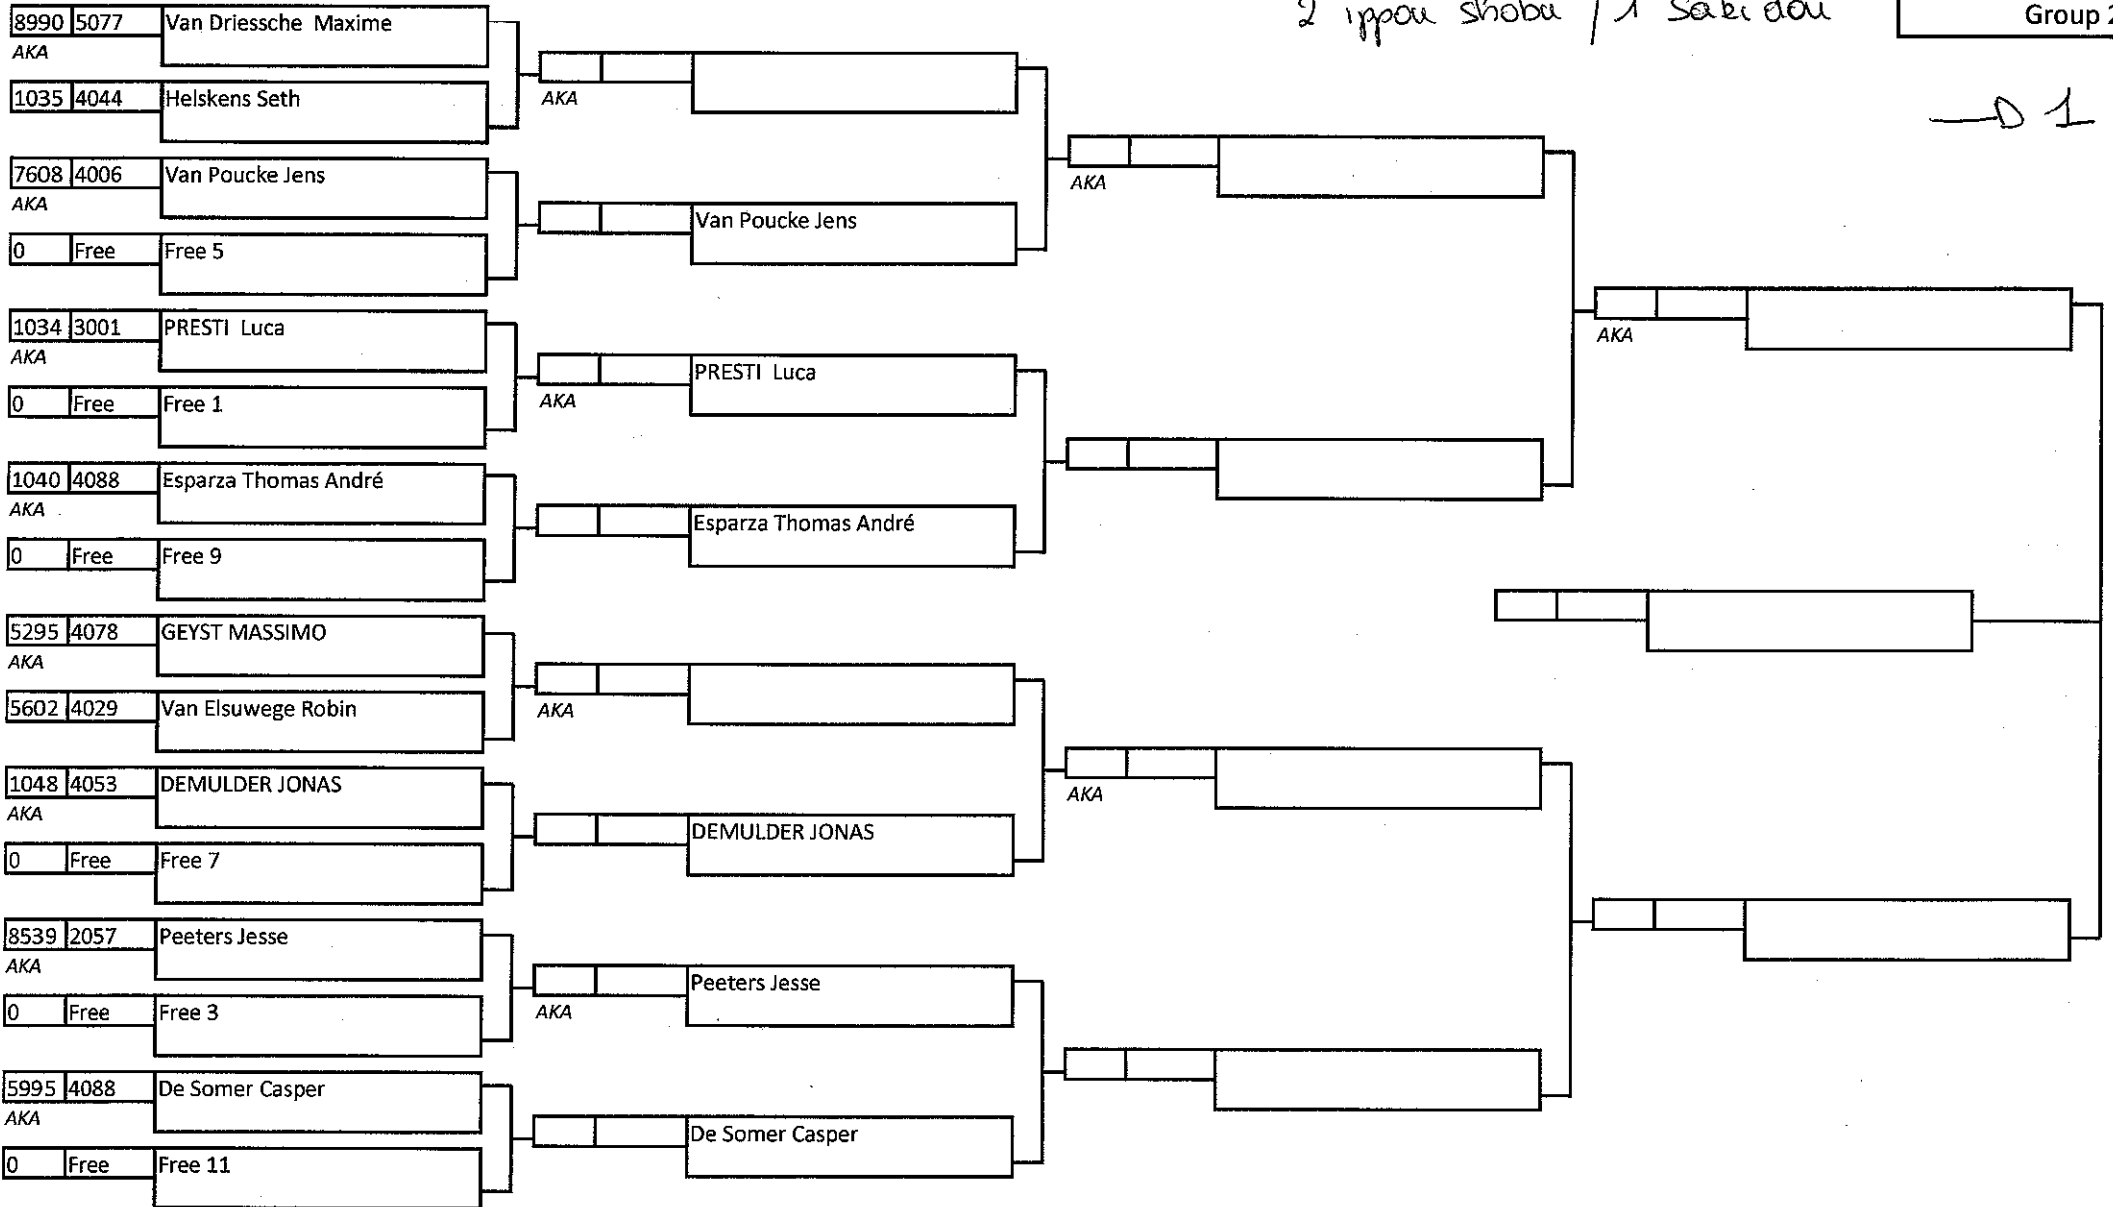 2 ippon shobu / 1 Sakidori
Group 2
→ 1
8990 5077 Van Driessche Maxime
AKA
1035 4044 Helskens Seth
AKA
7608 4006 Van Poucke Jens
AKA
Van Poucke Jens
0 Free Free 5
1034 3001 PRESTI Luca
AKA
PRESTI Luca
AKA
0 Free Free 1
1040 4088 Esparza Thomas André
AKA
Esparza Thomas André
0 Free Free 9
5295 4078 GEYST MASSIMO
AKA
5602 4029 Van Elsuwege Robin
AKA
1048 4053 DEMULDER JONAS
AKA
DEMULDER JONAS
0 Free Free 7
8539 2057 Peeters Jesse
AKA
Peeters Jesse
AKA
0 Free Free 3
5995 4088 De Somer Casper
AKA
De Somer Casper
0 Free Free 11
AKA
AKA
AKA